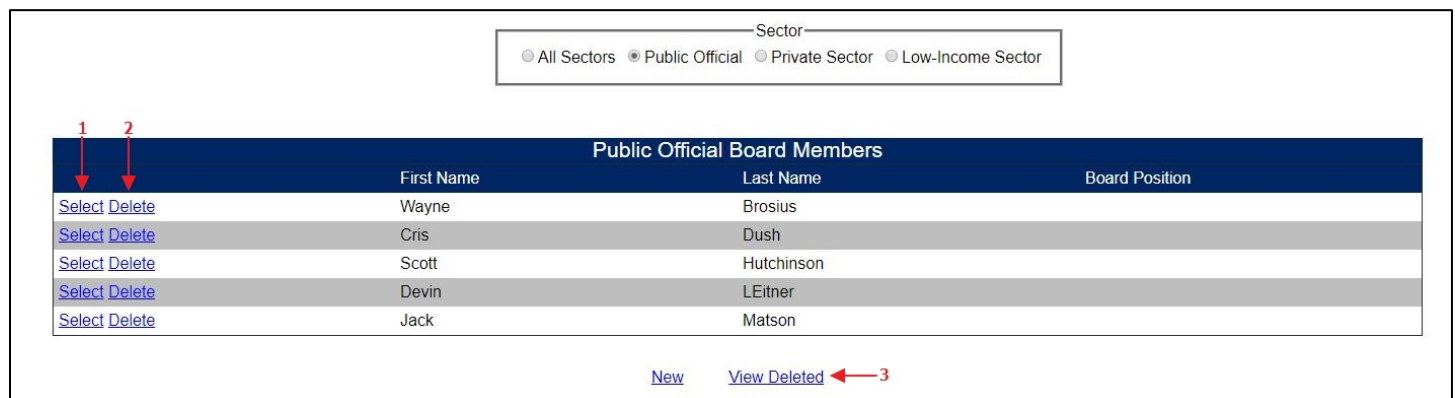 Sector
All Sectors Public Official Private Sector Low-Income Sector
1 2
Public Official Board Members
First Name Last Name Board Position
Select Delete Wayne Brosius
Select Delete Cris Dush
Select Delete Scott Hutchinson
Select Delete Devin LEitner
Select Delete Jack Matson
New View Deleted 3